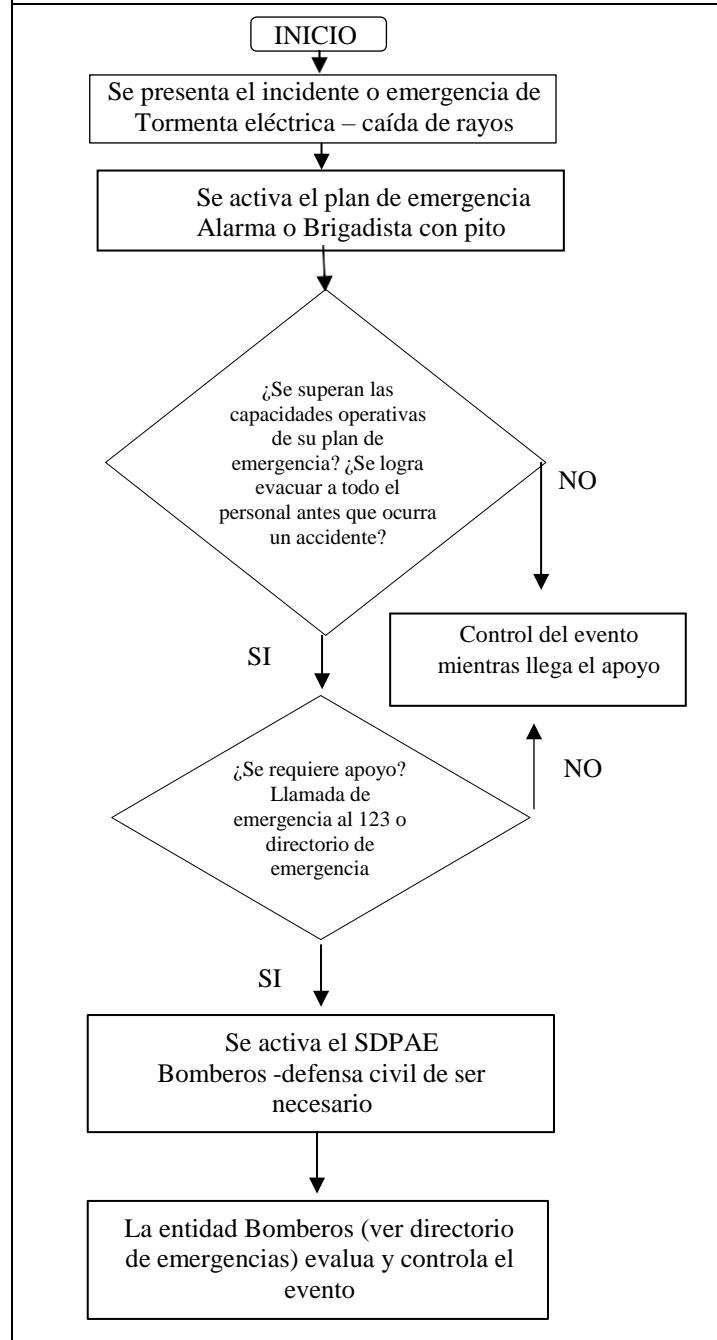 INICIO
Se presenta el incidente o emergencia de
Tormenta eléctrica – caída de rayos
Se activa el plan de emergencia
Alarma o Brigadista con pito
¿Se superan las
capacidades operativas
de su plan de
emergencia? ¿Se logra
evacuar a todo el
personal antes que ocurra
un accidente?
NO
Control del evento
mientras llega el apoyo
SI
¿Se requiere apoyo?
Llamada de
emergencia al 123 o
directorio de
emergencia
NO
SI
Se activa el SDPAE
Bomberos -defensa civil de ser
necesario
La entidad Bomberos (ver directorio
de emergencias) evalua y controla el
evento